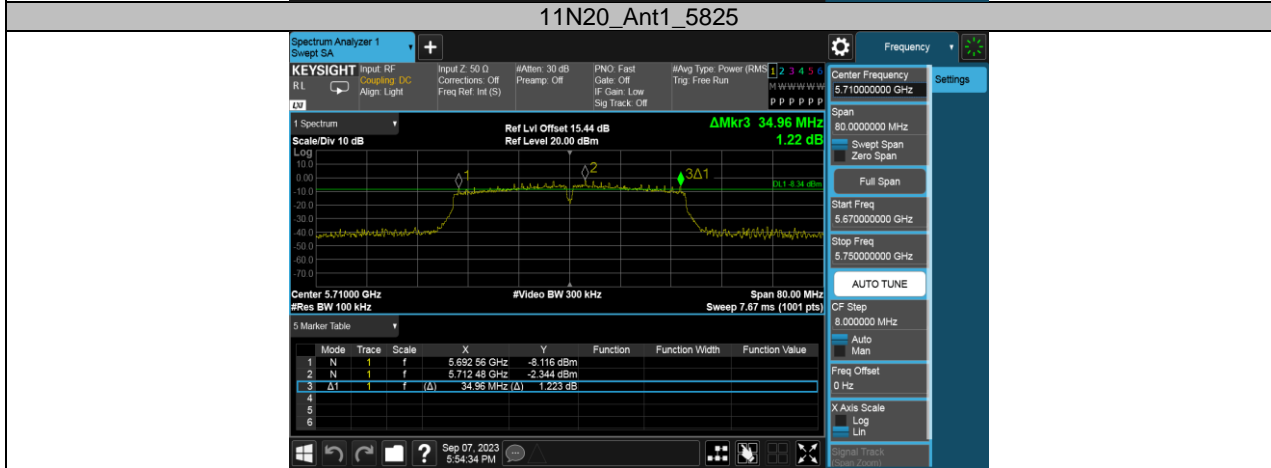 11N20_Ant1_5825
Spectrum Analyzer 1
Swept SA
Frequency
KEYSIGHT
RL
LXI
Input: RF
Coupling: DC
Align: Light
Input Z: 50 Ω
Corrections: Off
Freq Ref: Int (S)
#Atten: 30 dB
Preamp: Off
PNO: Fast
Gate: Off
IF Gain: Low
Sig Track: Off
#Avg Type: Power (RMS
Trig: Free Run
1 2 3 4 5 6
M W W W W W
P P P P P P
1 Spectrum
Scale/Div 10 dB
Ref Lvl Offset 15.44 dB
Ref Level 20.00 dBm
ΔMkr3 34.96 MHz
1.22 dB
Log
10.0
0.00
-10.0
-20.0
-30.0
-40.0
-50.0
-60.0
-70.0
1
2
3Δ1
DL1 -8.34 dBm
Center 5.71000 GHz
#Res BW 100 kHz
#Video BW 300 kHz
Span 80.00 MHz
Sweep 7.67 ms (1001 pts)
5 Marker Table
Mode Trace Scale X Y Function Function Width Function Value
1 N 1 f 5.692 56 GHz -8.116 dBm
2 N 1 f 5.712 48 GHz -2.344 dBm
3 Δ1 1 f (Δ) 34.96 MHz (Δ) 1.223 dB
4
5
6
Sep 07, 2023
5:54:34 PM
Center Frequency
5.710000000 GHz
Settings
Span
80.0000000 MHz
Swept Span
Zero Span
Full Span
Start Freq
5.670000000 GHz
Stop Freq
5.750000000 GHz
AUTO TUNE
CF Step
8.000000 MHz
Auto
Man
Freq Offset
0 Hz
X Axis Scale
Log
Lin
Signal Track
(Span Zoom)